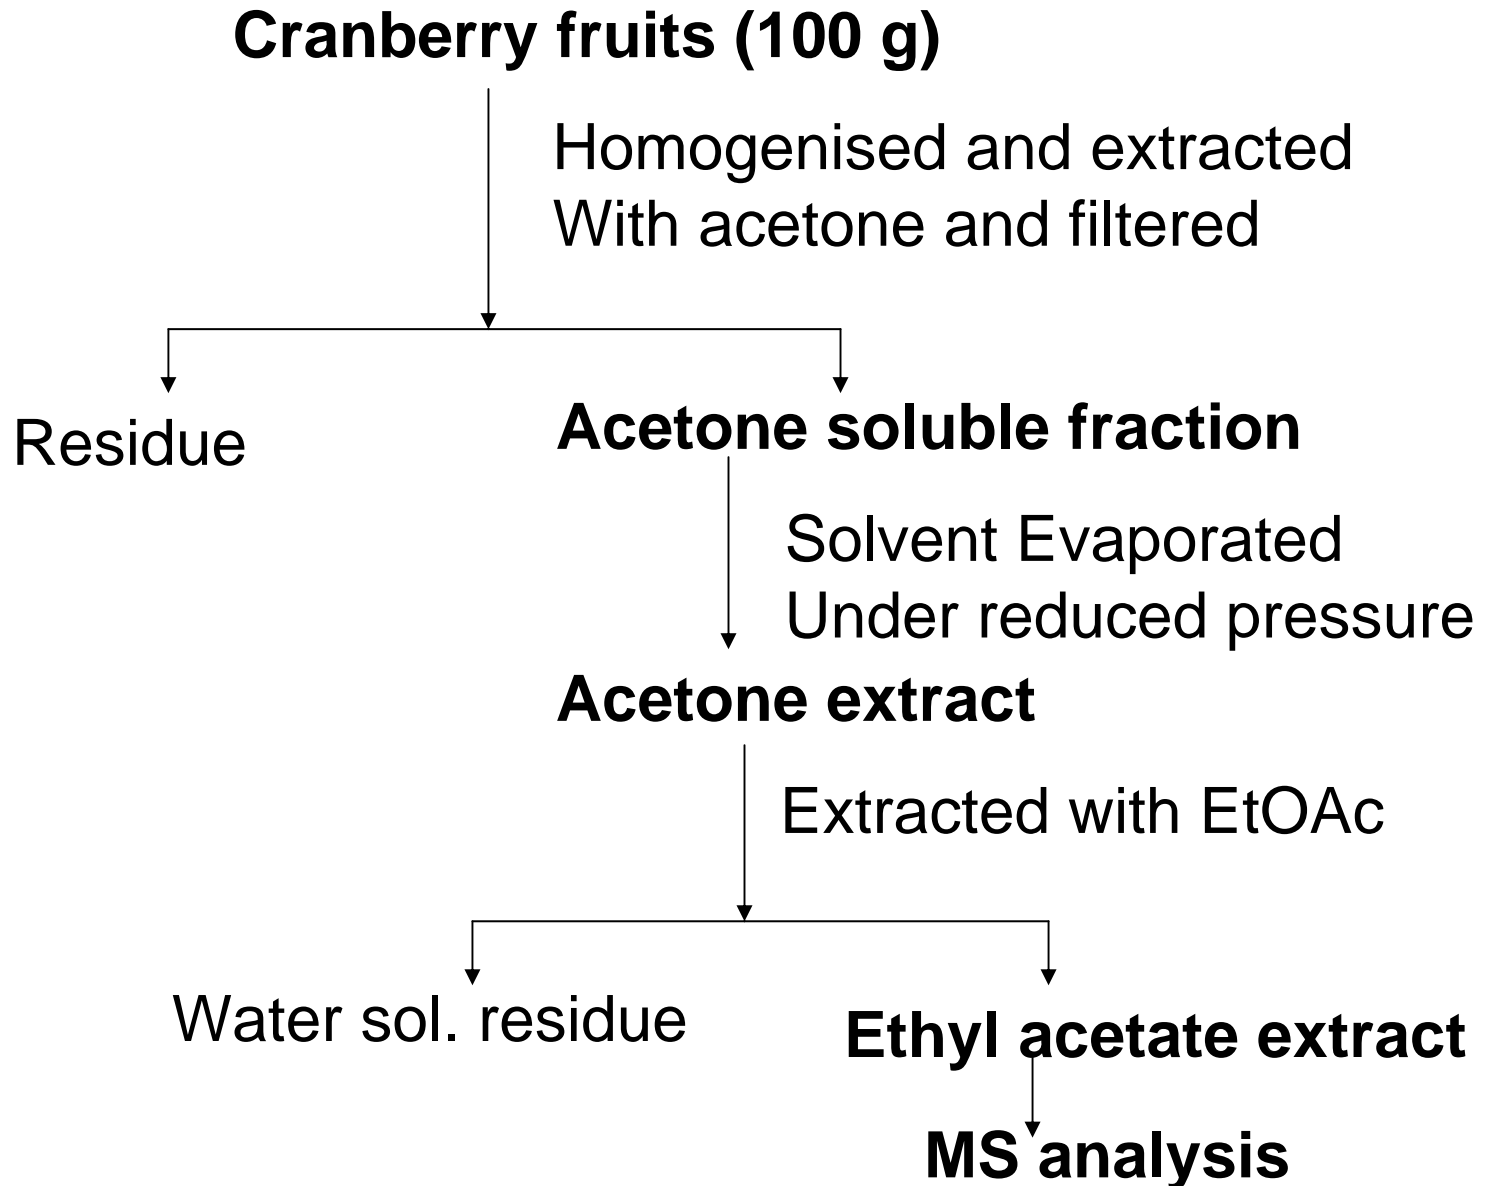 Cranberry fruits (100 g)
Homogenised and extracted
With acetone and filtered
Residue
Acetone soluble fraction
Solvent Evaporated
Under reduced pressure
Acetone extract
Extracted with EtOAc
Water sol. residue
Ethyl acetate extract
MS analysis